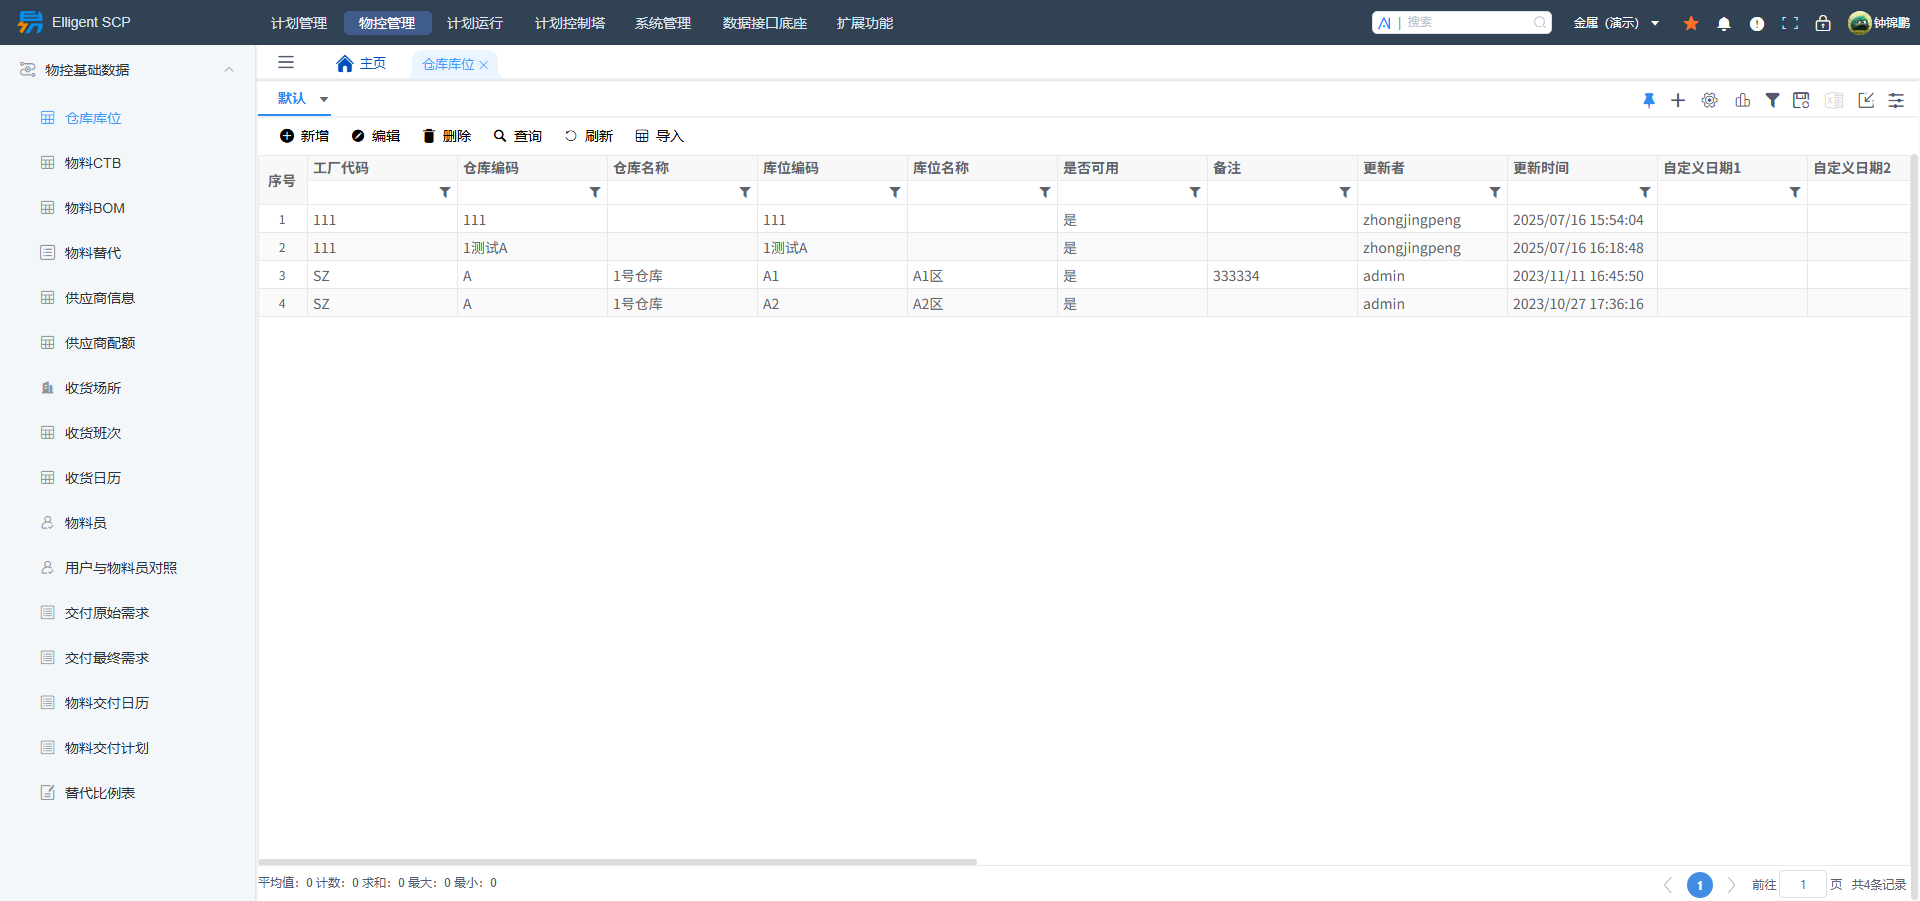 Elligent SCP 计划管理 物控管理 计划运行 计划控制塔 系统管理 数据接口底座 扩展功能 搜索 金属（演示） 钟锦鹏
物控基础数据
仓库库位
物料CTB
物料BOM
物料替代
供应商信息
供应商配额
收货场所
收货班次
收货日历
物料员
用户与物料员对照
交付原始需求
交付最终需求
物料交付日历
物料交付计划
替代比例表
主页 仓库库位
默认
新增 编辑 删除 查询 刷新 导入
序号 工厂代码 仓库编码 仓库名称 库位编码 库位名称 是否可用 备注 更新者 更新时间 自定义日期1 自定义日期2
1 111 111 111 是 zhongjingpeng 2025/07/16 15:54:04
2 111 1测试A 1测试A 是 zhongjingpeng 2025/07/16 16:18:48
3 SZ A 1号仓库 A1 A1区 是 333334 admin 2023/11/11 16:45:50
4 SZ A 1号仓库 A2 A2区 是 admin 2023/10/27 17:36:16
平均值：0 计数：0 求和：0 最大：0 最小：0
1 前往 1 页 共4条记录